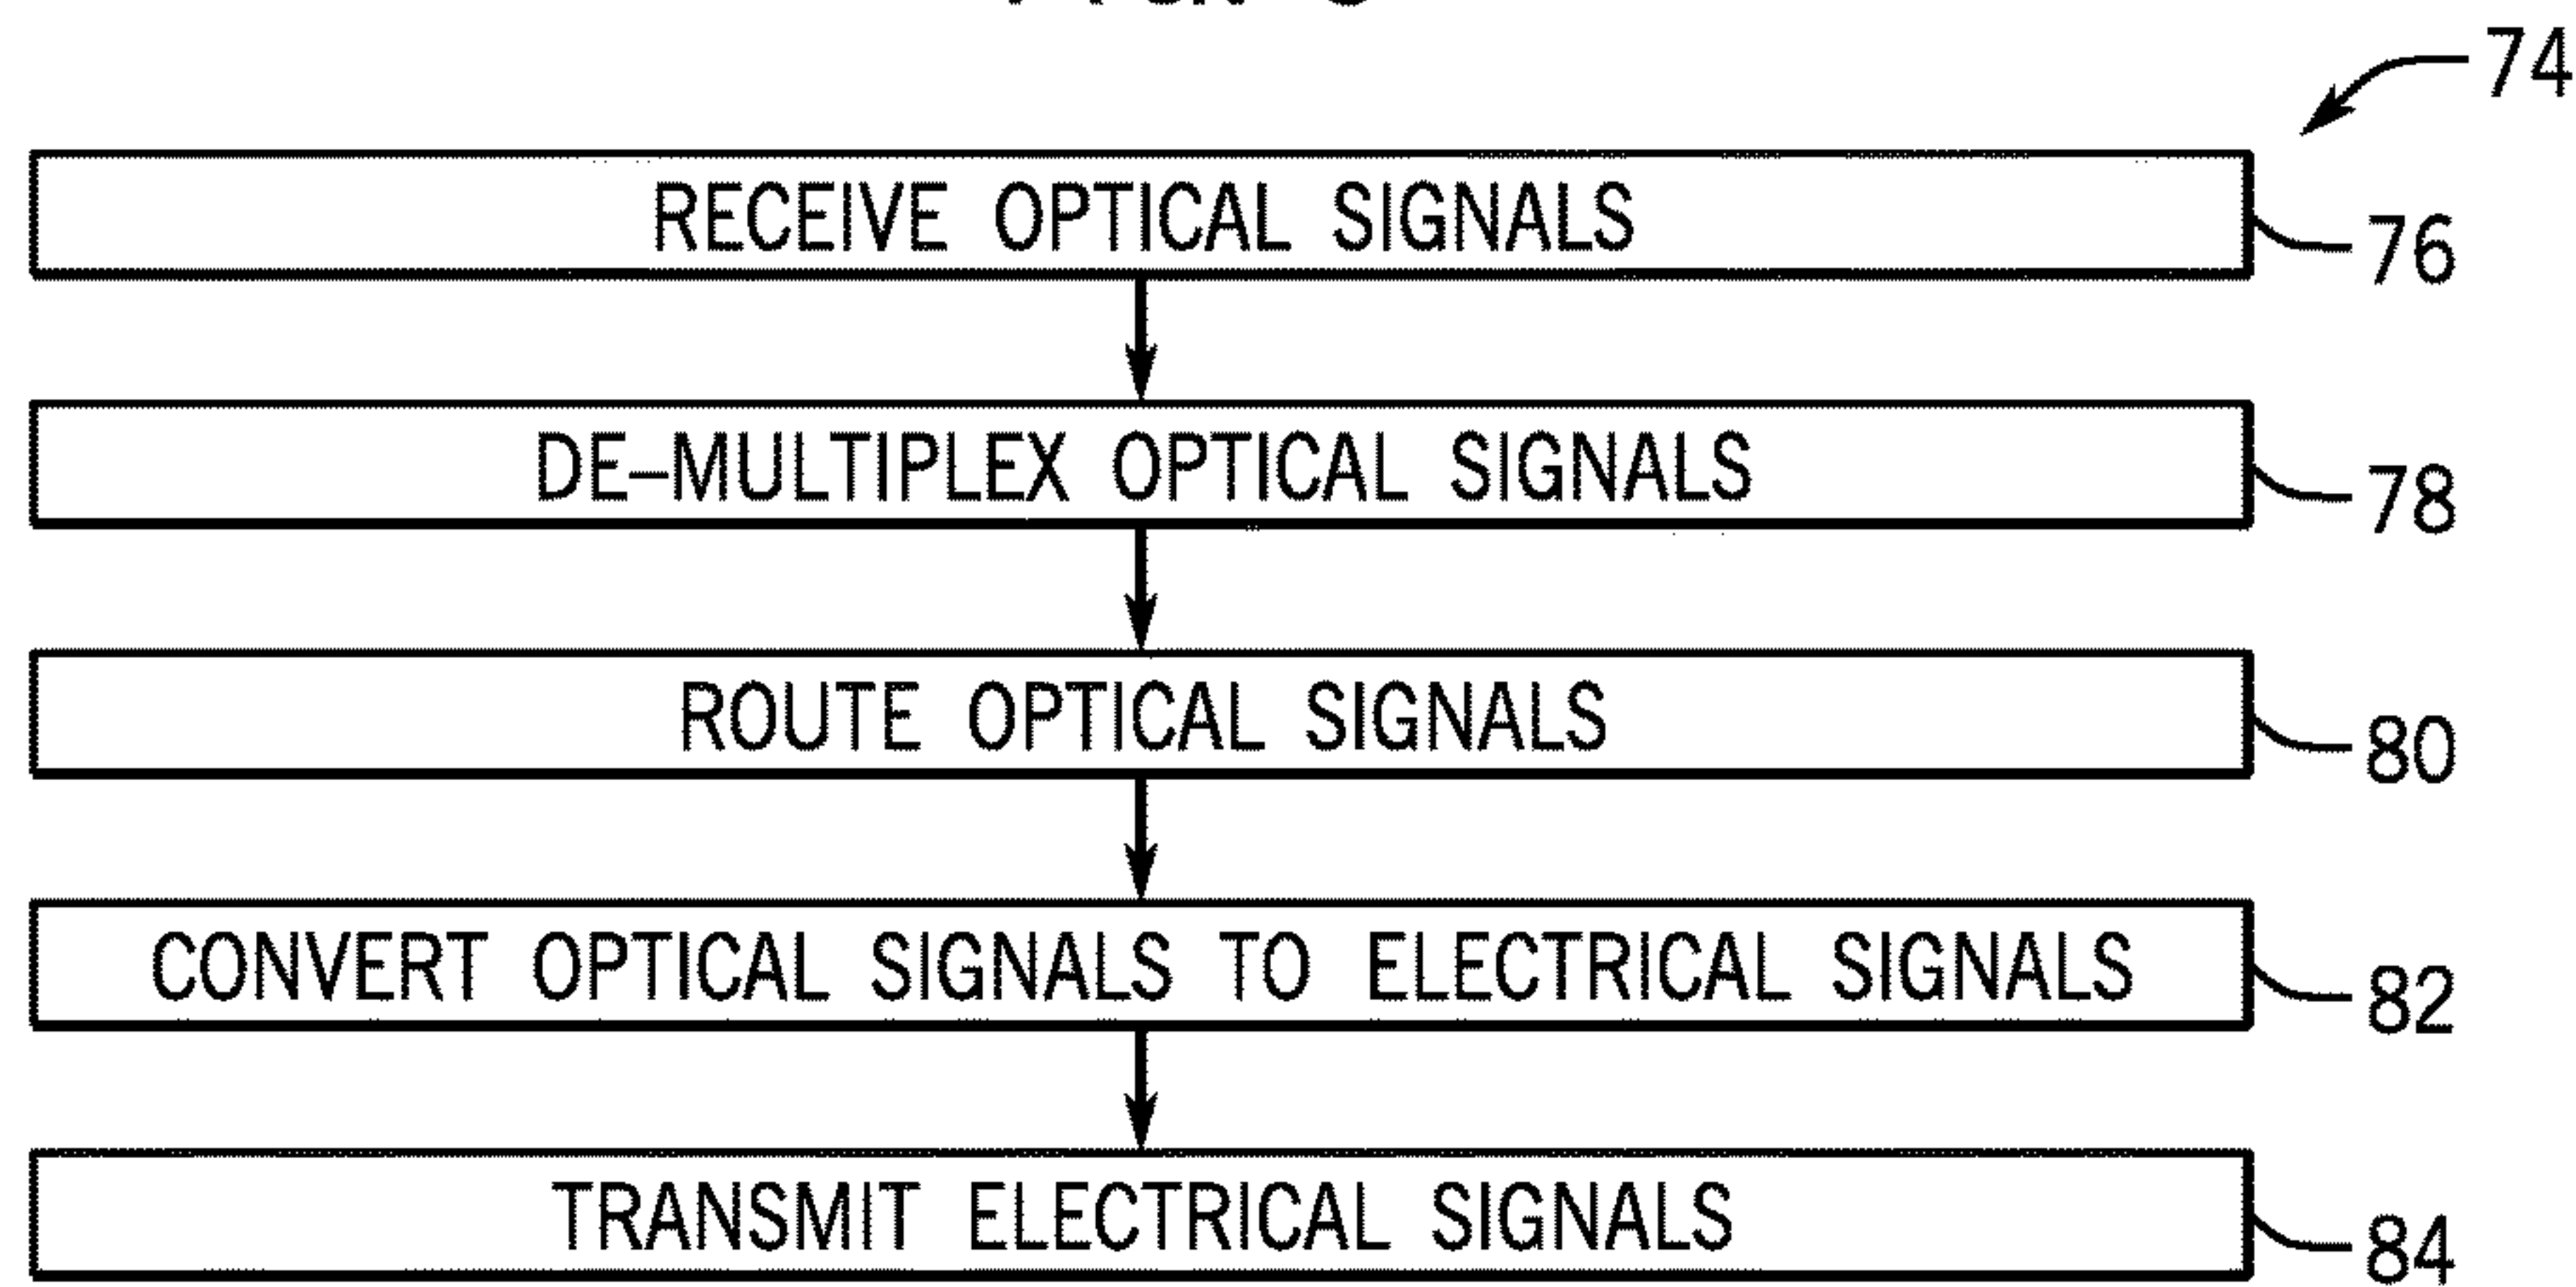 74
RECEIVE OPTICAL SIGNALS
76
DE-MULTIPLEX OPTICAL SIGNALS
78
ROUTE OPTICAL SIGNALS
80
CONVERT OPTICAL SIGNALS TO ELECTRICAL SIGNALS
82
TRANSMIT ELECTRICAL SIGNALS
84